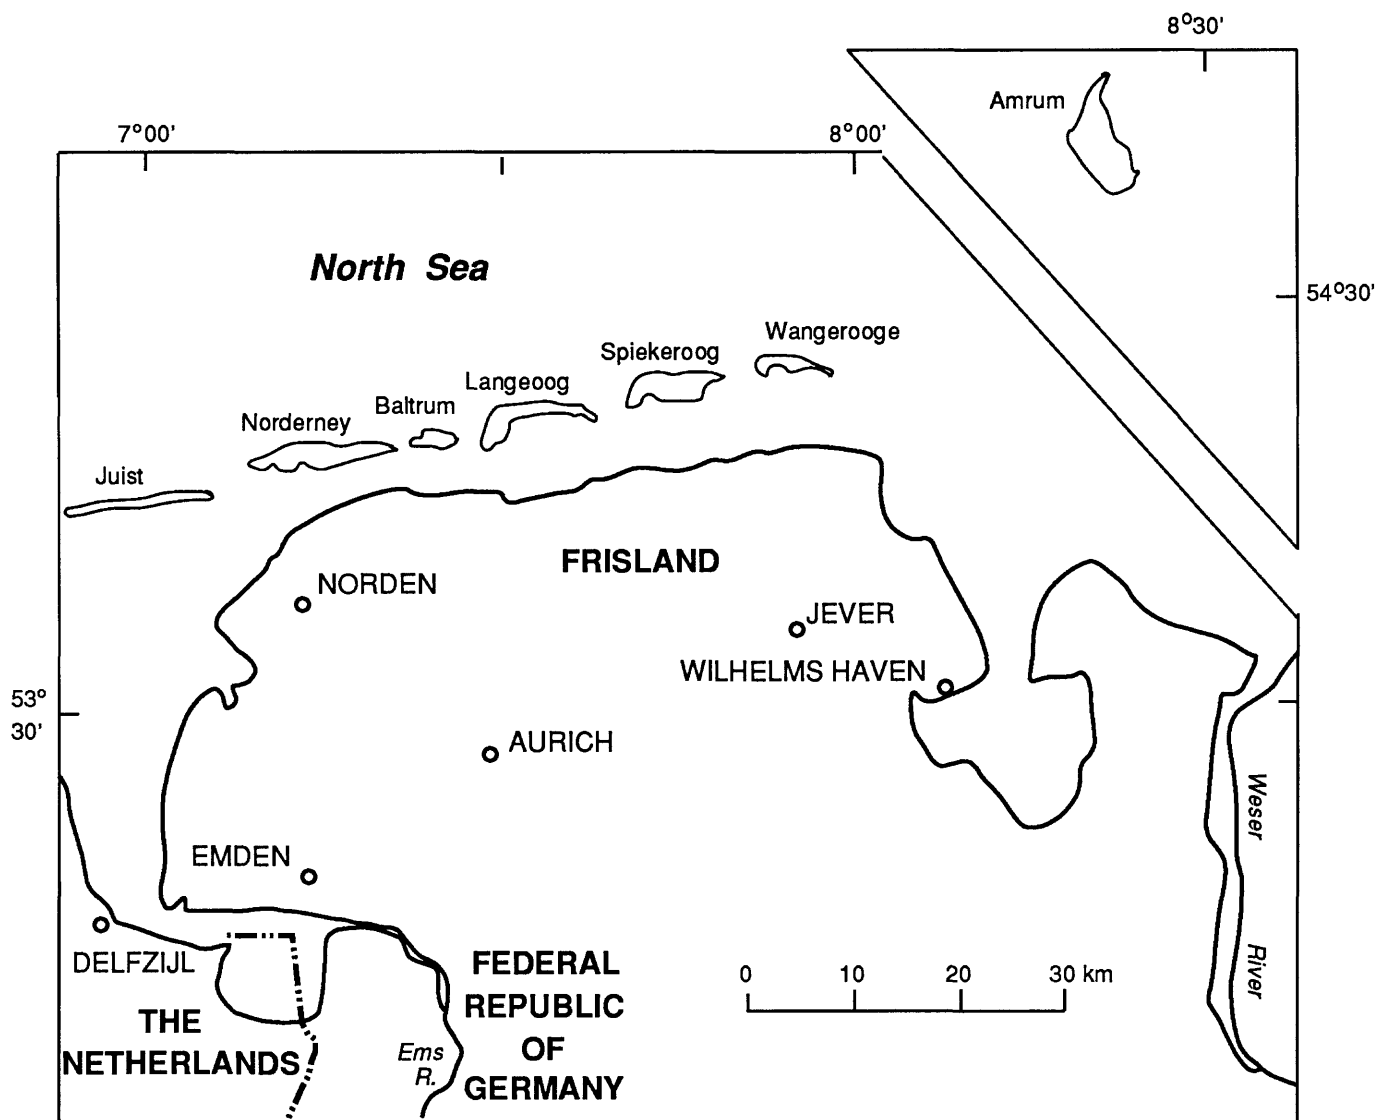 8°30'
Amrum
7°00'
8°00'
North Sea
54°30'
Wangerooge
Spiekeroog
Langeoog
Baltrum
Norderney
Juist
FRISLAND
NORDEN
JEVER
WILHELMS HAVEN
53°
30'
AURICH
Weser
River
EMDEN
DELFZIJL
THE
NETHERLANDS
FEDERAL
REPUBLIC
OF
GERMANY
Ems
R.
0 10 20 30 km